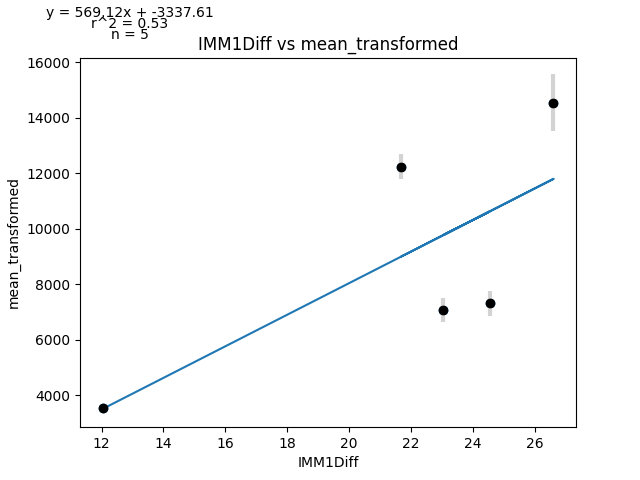 y = 569.12x + -3337.61
r^2 = 0.53
n = 5
IMM1Diff vs mean_transformed
16000
14000
12000
10000
8000
6000
4000
mean_transformed
12 14 16 18 20 22 24 26
IMM1Diff